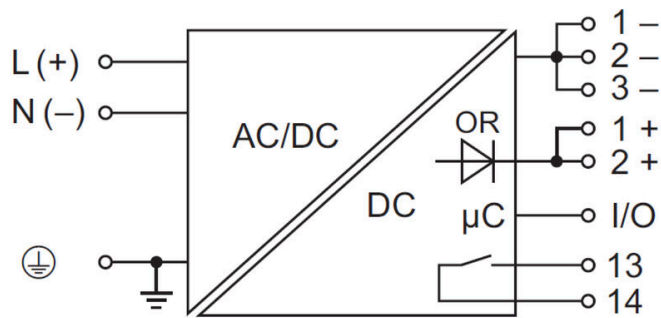 L (+)
N (–)
AC/DC
DC
OR
µC
1 –
2 –
3 –
1 +
2 +
I/O
13
14